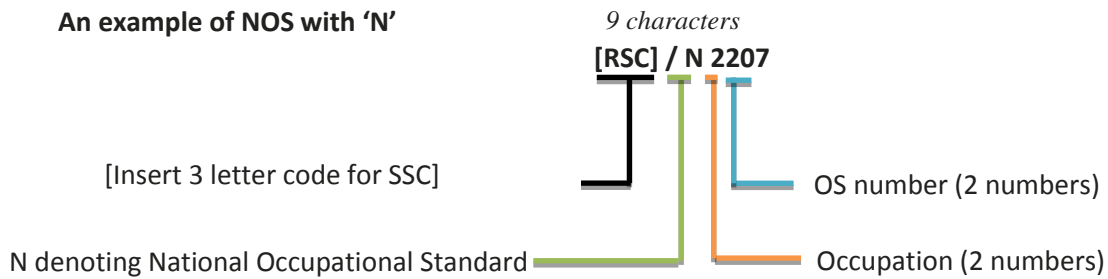 An example of NOS with ‘N’
9 characters
[RSC] / N 2207
[Insert 3 letter code for SSC]
OS number (2 numbers)
N denoting National Occupational Standard
Occupation (2 numbers)